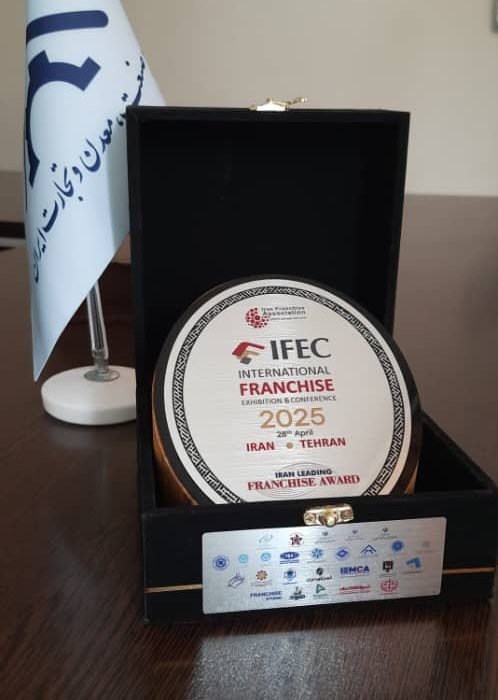 صنعت، معدن و تجارت ایران
Iran Franchise
Association
IFEC
INTERNATIONAL
FRANCHISE
EXHIBITION & CONFERENCE
2025
28th April
IRAN • TEHRAN
IRAN LEADING
FRANCHISE AWARD
IEMCA
FRANCHISE